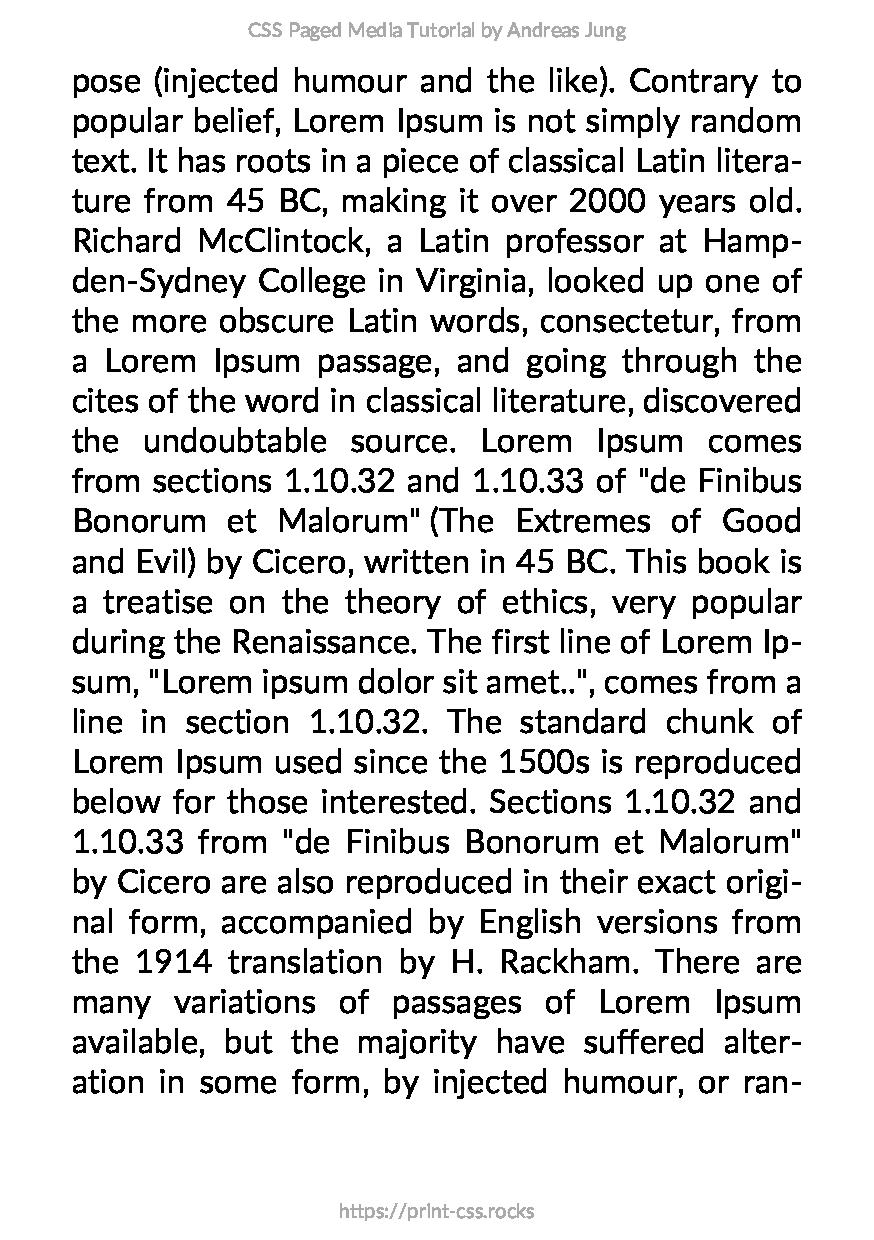 CSS Paged Media Tutorial by Andreas Jung
pose (injected humour and the like). Contrary to
popular belief, Lorem Ipsum is not simply random
text. It has roots in a piece of classical Latin litera-
ture from 45 BC, making it over 2000 years old.
Richard McClintock, a Latin professor at Hamp-
den-Sydney College in Virginia, looked up one of
the more obscure Latin words, consectetur, from
a Lorem Ipsum passage, and going through the
cites of the word in classical literature, discovered
the undoubtable source. Lorem Ipsum comes
from sections 1.10.32 and 1.10.33 of "de Finibus
Bonorum et Malorum" (The Extremes of Good
and Evil) by Cicero, written in 45 BC. This book is
a treatise on the theory of ethics, very popular
during the Renaissance. The first line of Lorem Ip-
sum, "Lorem ipsum dolor sit amet..", comes from a
line in section 1.10.32. The standard chunk of
Lorem Ipsum used since the 1500s is reproduced
below for those interested. Sections 1.10.32 and
1.10.33 from "de Finibus Bonorum et Malorum"
by Cicero are also reproduced in their exact origi-
nal form, accompanied by English versions from
the 1914 translation by H. Rackham. There are
many variations of passages of Lorem Ipsum
available, but the majority have suffered alter-
ation in some form, by injected humour, or ran-
https://print-css.rocks